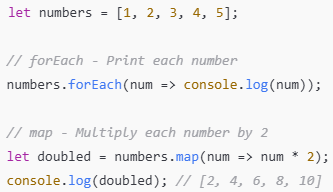 let numbers = [1, 2, 3, 4, 5];
// forEach - Print each number
numbers.forEach(num => console.log(num));
// map - Multiply each number by 2
let doubled = numbers.map(num => num * 2);
console.log(doubled); // [2, 4, 6, 8, 10]